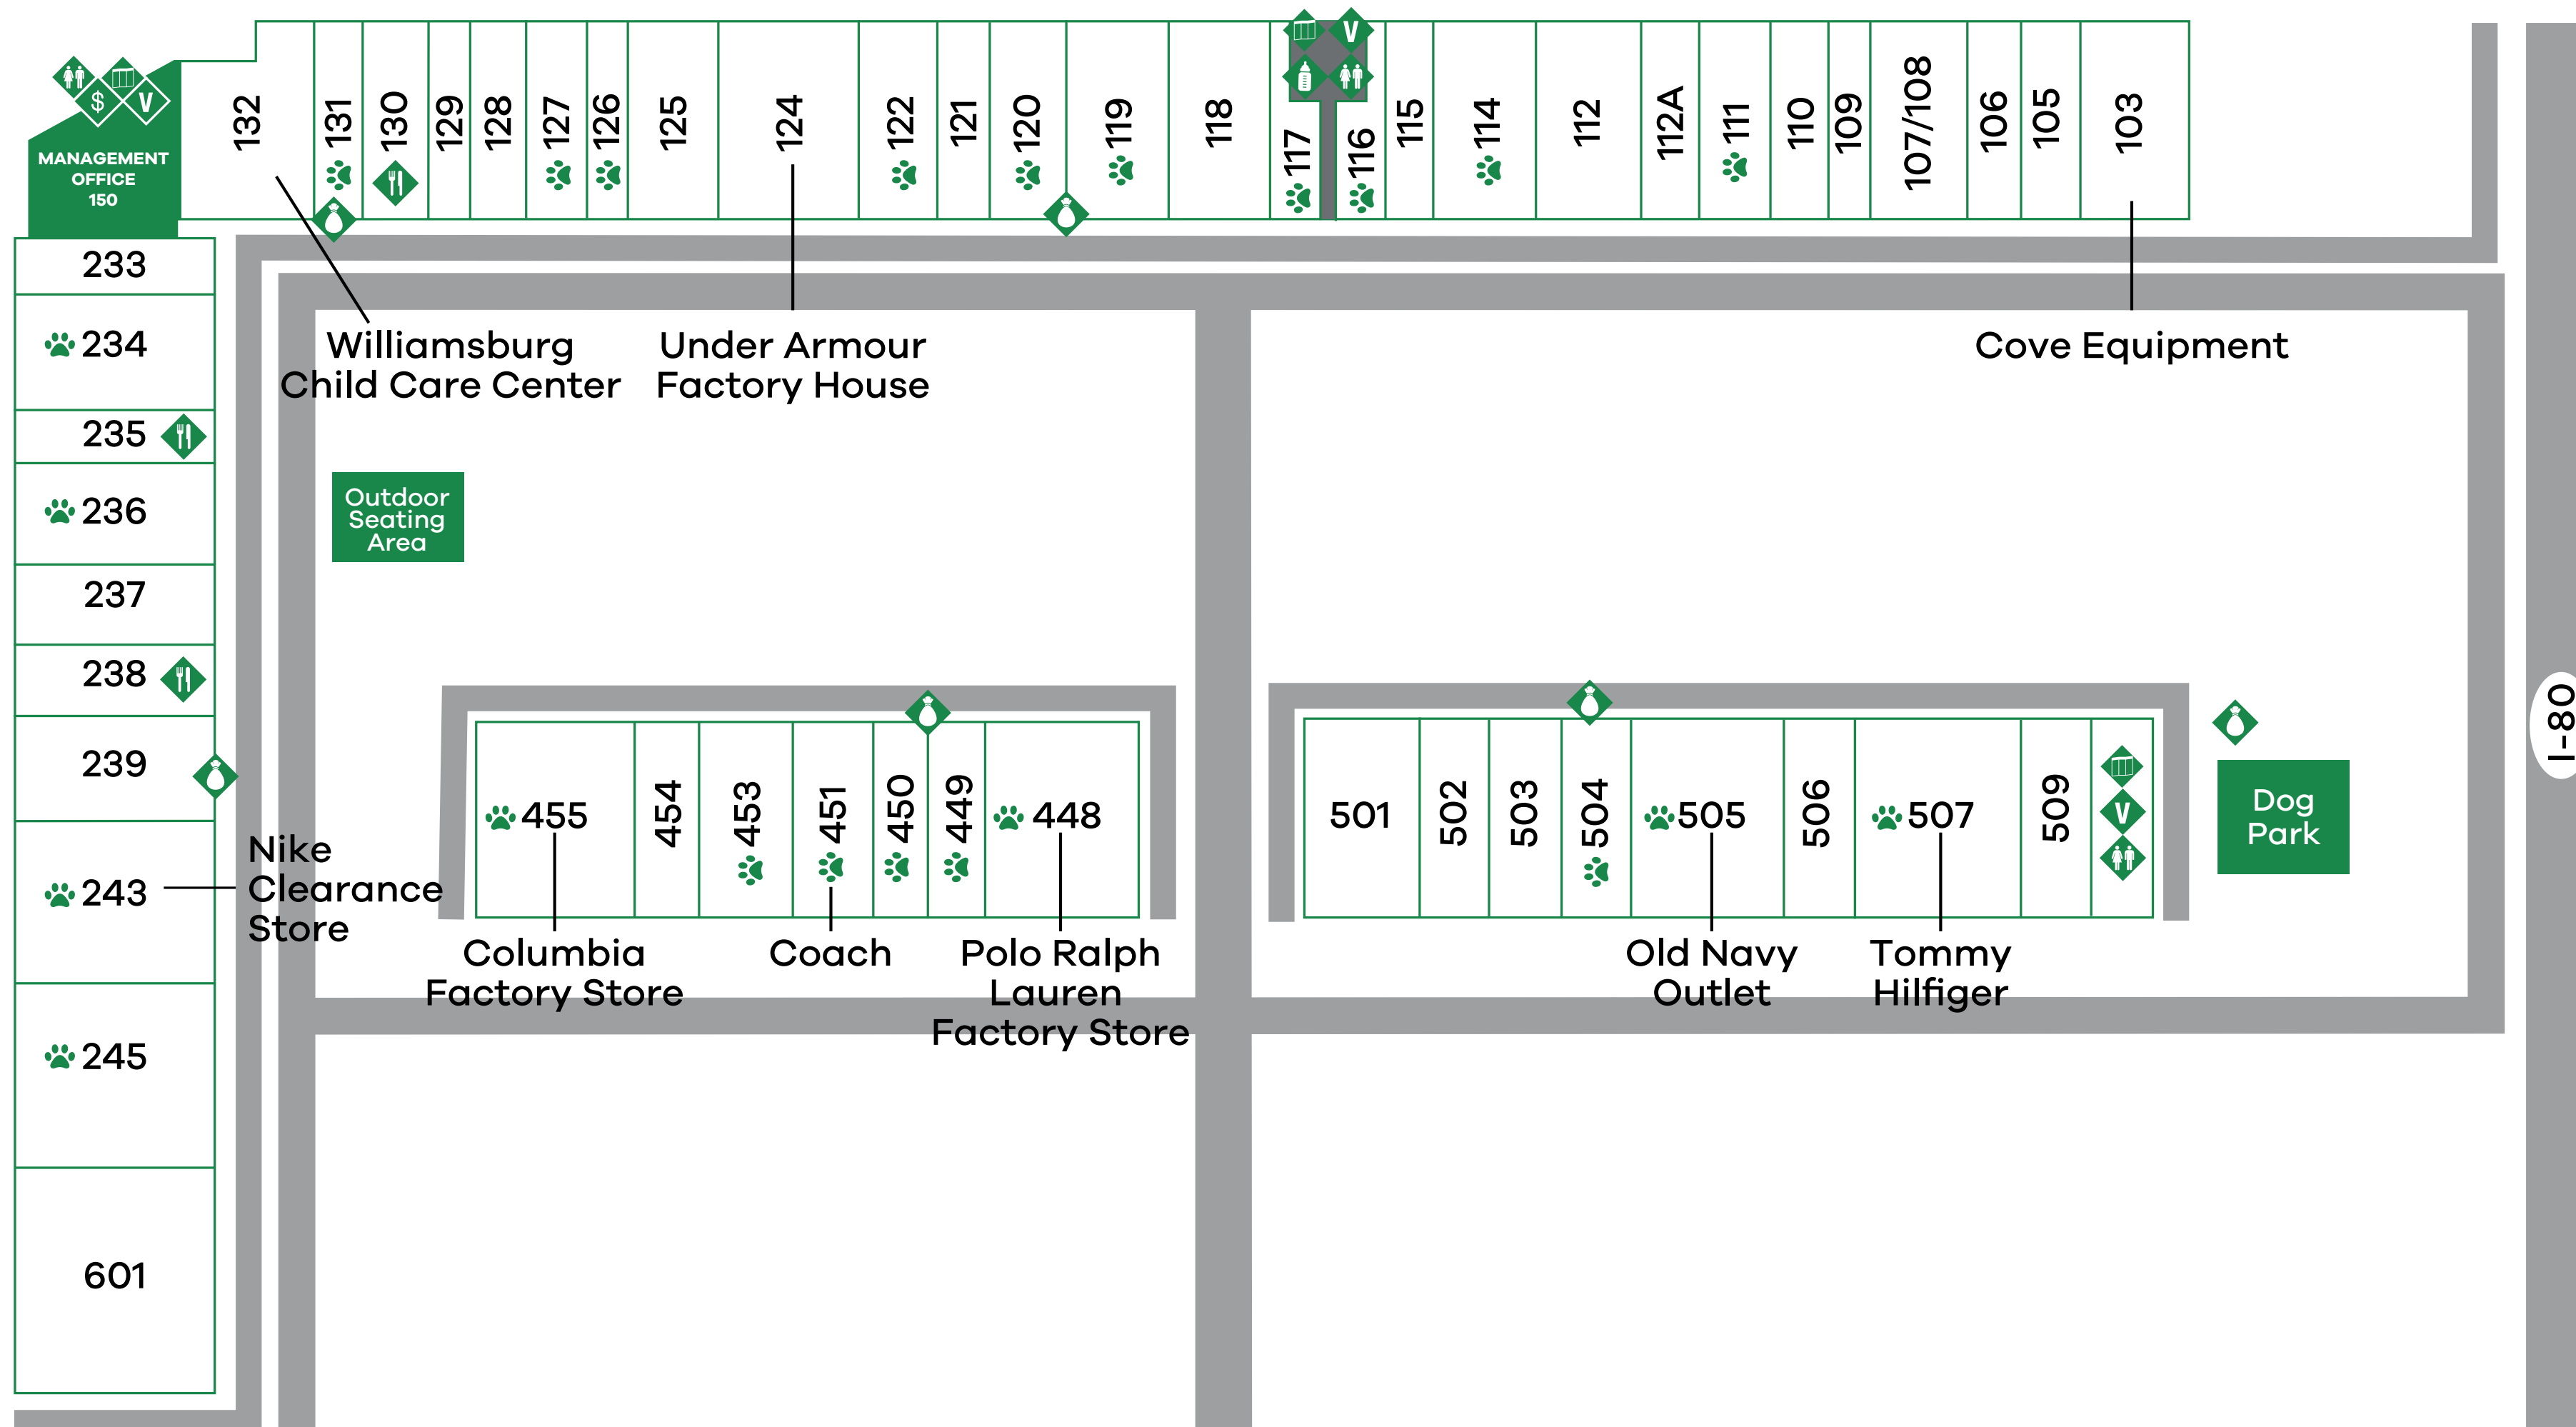 132
131
130
129
128
127
126
125
124
122
121
120
119
118
117
116
115
114
112
112A
111
110
109
107/108
106
105
103
$
V
V
MANAGEMENT
OFFICE
150
233
234
235
236
237
238
239
243
245
601
Williamsburg
Child Care Center
Under Armour
Factory House
Cove Equipment
Outdoor
Seating
Area
Nike
Clearance
Store
455
454
453
451
450
449
448
Columbia
Factory Store
Coach
Polo Ralph
Lauren
Factory Store
501
502
503
504
505
506
507
509
V
Old Navy
Outlet
Tommy
Hilfiger
Dog
Park
I-80